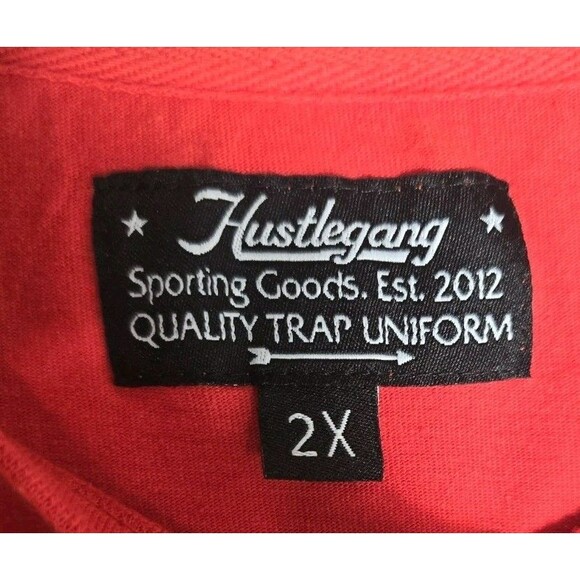 Hustlegang
Sporting Goods. Est. 2012
QUALITY TRAP UNIFORM
2X